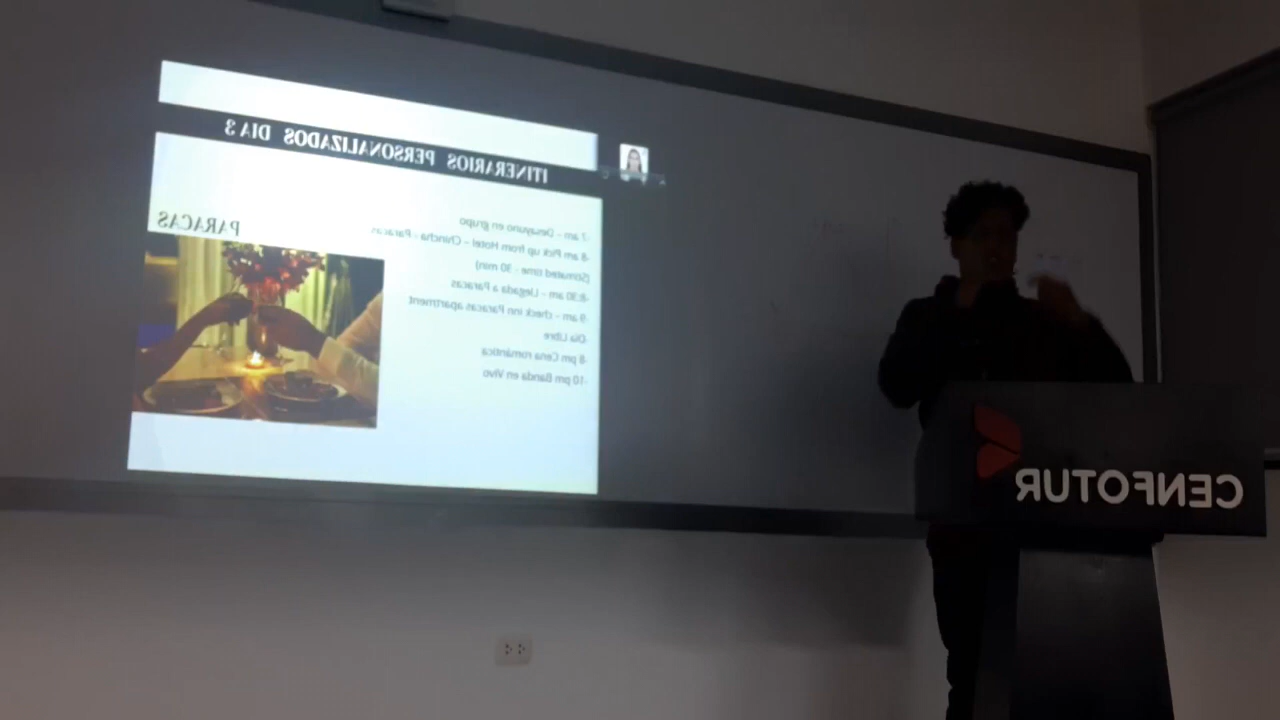 ITINERARIOS PERSONALIZADOS DIA 3
PARACAS
-7 am – Desayuno en grupo
-8 am Pick up from Hotel – Chincha - Paracas
(Stimated time - 30 min)
-8:30 am – Llegada a Paracas
-9 am – check inn Paracas apartment
-Dia Libre
-8 pm Cena romántica
-10 pm Banda en Vivo
CENFOTUR